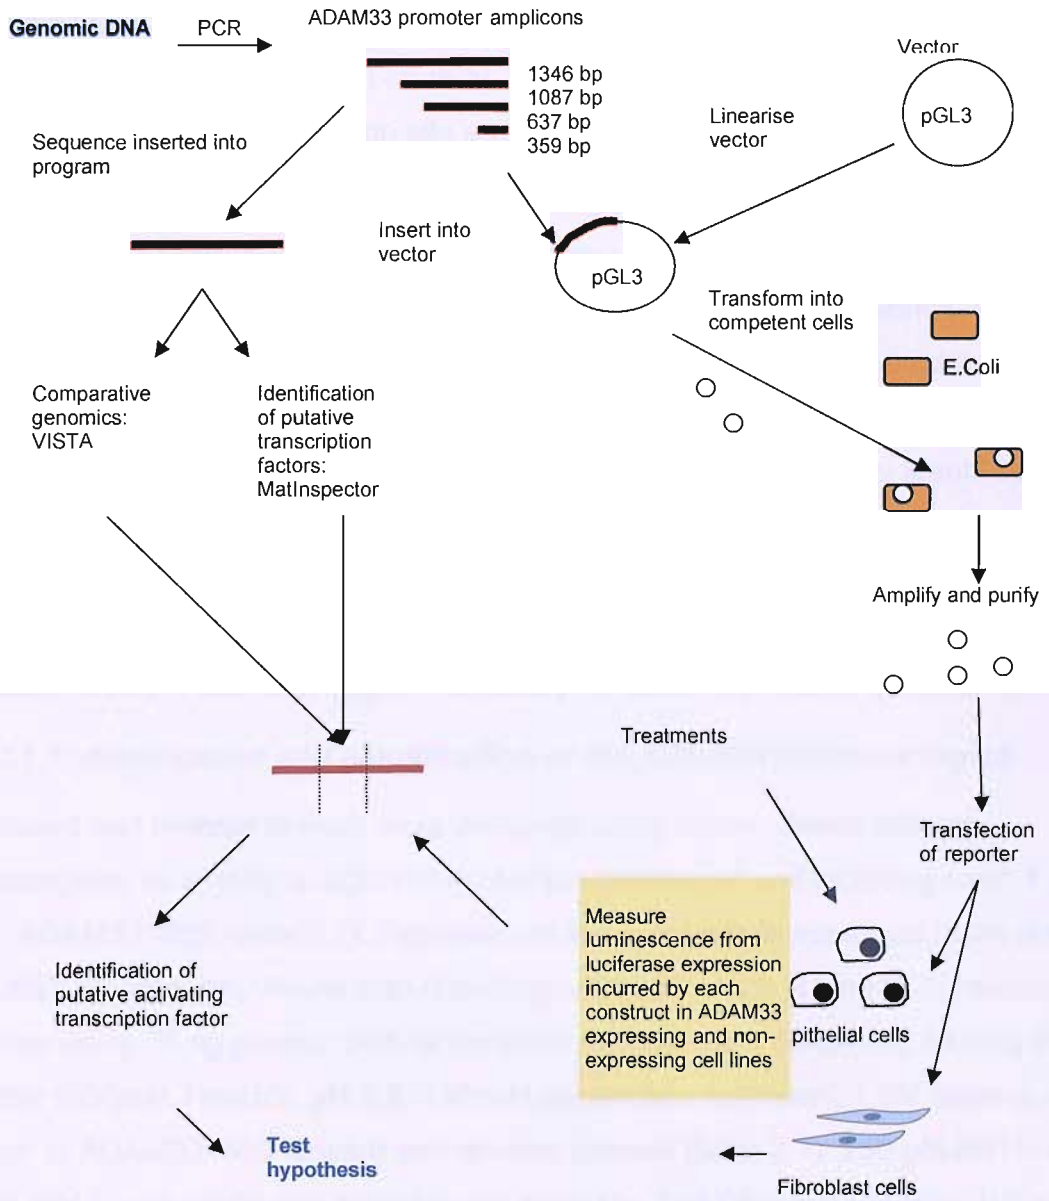 Genomic DNA
PCR
ADAM33 promoter amplicons
1346 bp
1087 bp
637 bp
359 bp
Vector
pGL3
Linearise
vector
Sequence inserted into
program
Insert into
vector
pGL3
Transform into
competent cells
E.Coli
Comparative
genomics:
VISTA
Identification
of putative
transcription
factors:
MatInspector
Amplify and purify
Treatments
Transfection
of reporter
Measure
luminescence from
luciferase expression
incurred by each
construct in ADAM33
expressing and non-
expressing cell lines
pithelial cells
Identification of
putative activating
transcription factor
Test
hypothesis
Fibroblast cells